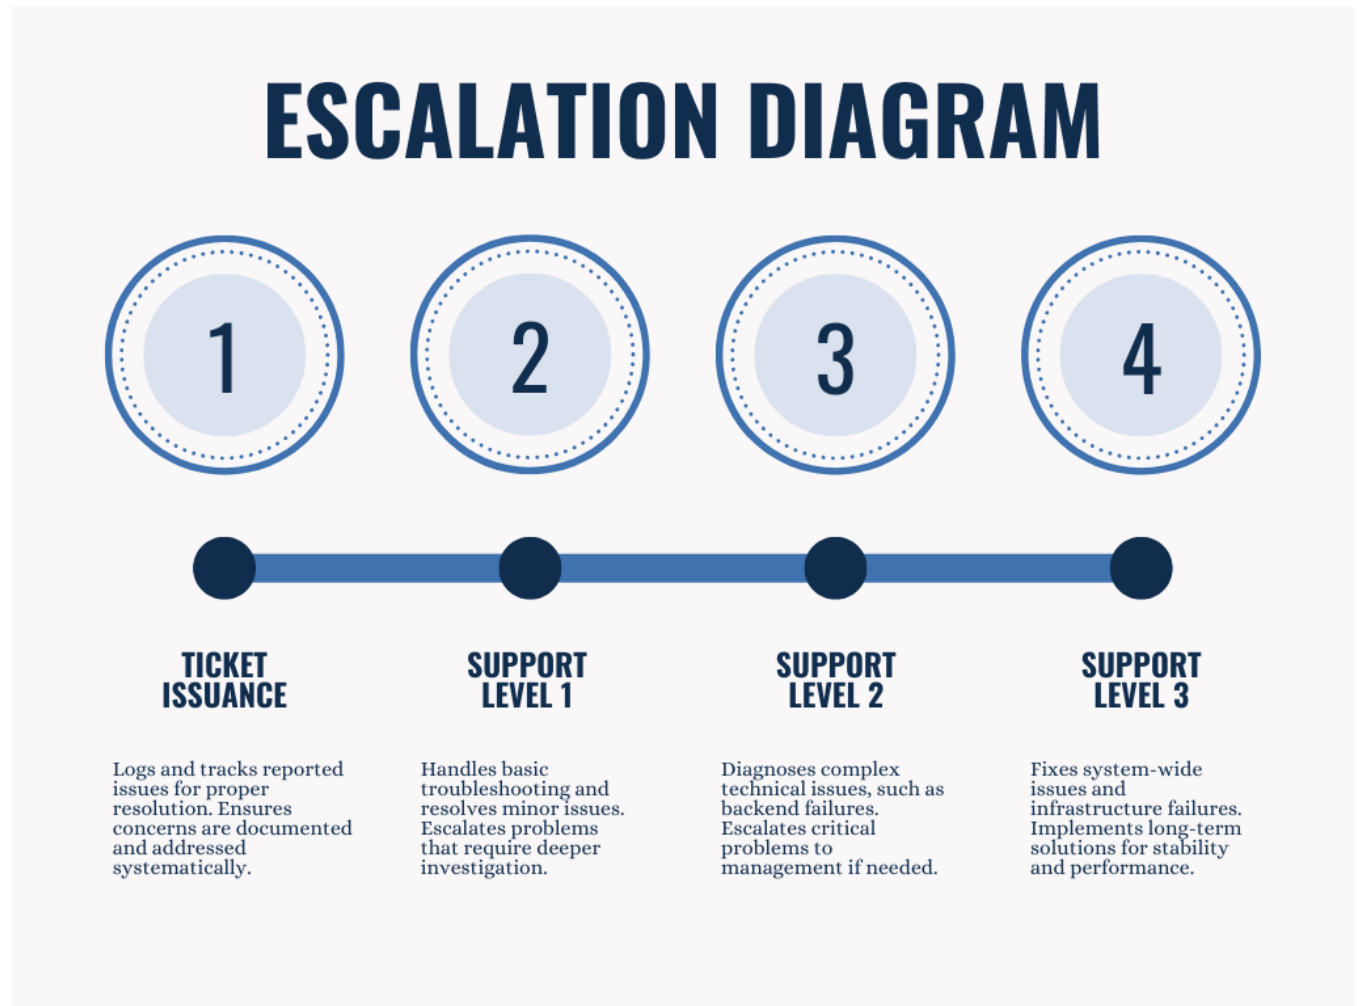 ESCALATION DIAGRAM
1
2
3
4
TICKET
ISSUANCE
Logs and tracks reported
issues for proper
resolution. Ensures
concerns are documented
and addressed
systematically.
SUPPORT
LEVEL 1
Handles basic
troubleshooting and
resolves minor issues.
Escalates problems
that require deeper
investigation.
SUPPORT
LEVEL 2
Diagnoses complex
technical issues, such as
backend failures.
Escalates critical
problems to
management if needed.
SUPPORT
LEVEL 3
Fixes system-wide
issues and
infrastructure failures.
Implements long-term
solutions for stability
and performance.